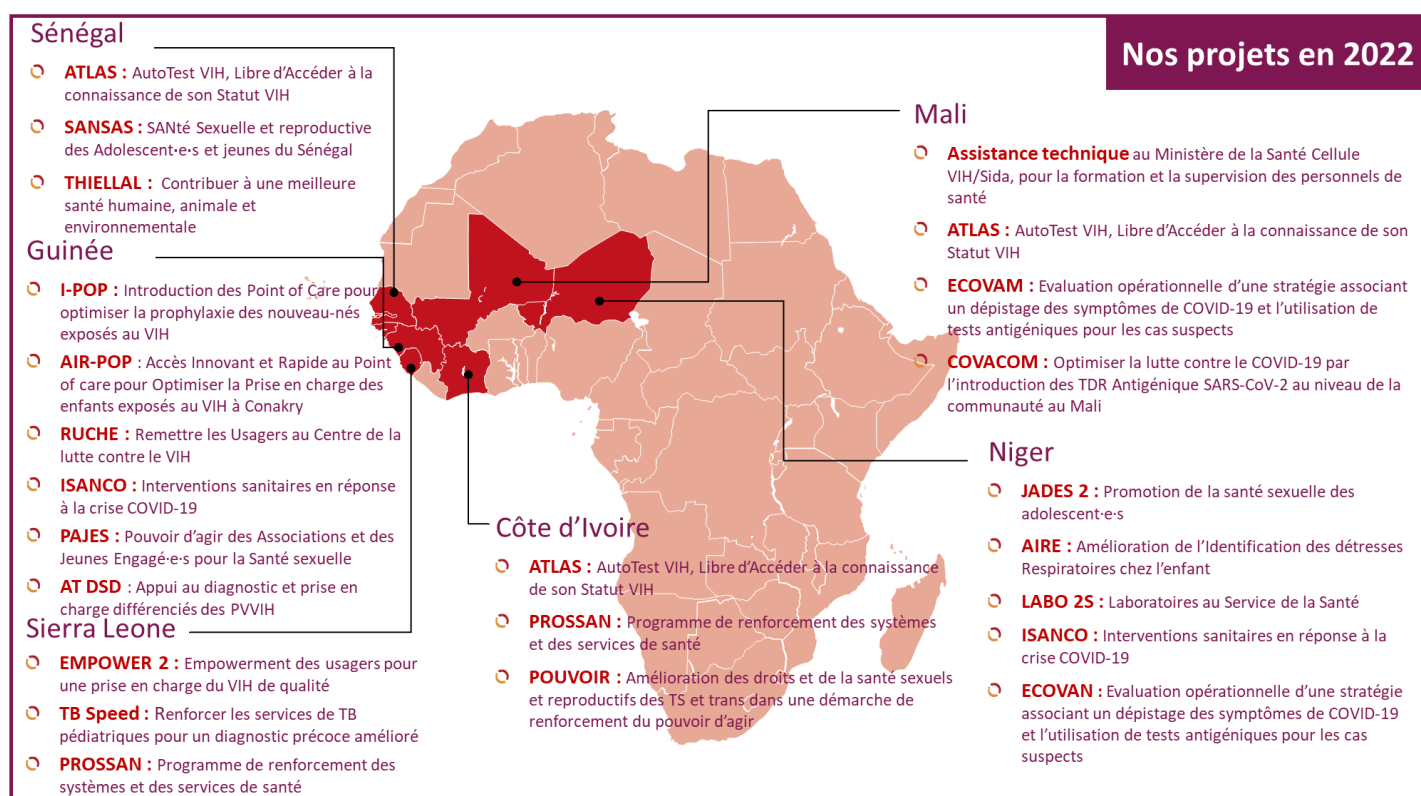 Nos projets en 2022
Sénégal
ATLAS : AutoTest VIH, Libre d'Accéder à la
connaissance de son Statut VIH
SANSAS : SANté Sexuelle et reproductive
des Adolescent·e·s et jeunes du Sénégal
THIELLAL : Contribuer à une meilleure
santé humaine, animale et
environnementale
Guinée
I-POP : Introduction des Point of Care pour
optimiser la prophylaxie des nouveau-nés
exposés au VIH
AIR-POP : Accès Innovant et Rapide au Point
of care pour Optimiser la Prise en charge des
enfants exposés au VIH à Conakry
RUCHE : Remettre les Usagers au Centre de la
lutte contre le VIH
ISANCO : Interventions sanitaires en réponse
à la crise COVID-19
PAJES : Pouvoir d'agir des Associations et des
Jeunes Engagé·e·s pour la Santé sexuelle
AT DSD : Appui au diagnostic et prise en
charge différenciés des PVVIH
Sierra Leone
EMPOWER 2 : Empowerment des usagers pour
une prise en charge du VIH de qualité
TB Speed : Renforcer les services de TB
pédiatriques pour un diagnostic précoce amélioré
PROSSAN : Programme de renforcement des
systèmes et des services de santé
Côte d'Ivoire
ATLAS : AutoTest VIH, Libre d'Accéder à la connaissance
de son Statut VIH
PROSSAN : Programme de renforcement des systèmes
et des services de santé
POUVOIR : Amélioration des droits et de la santé sexuels
et reproductifs des TS et trans dans une démarche de
renforcement du pouvoir d'agir
Mali
Assistance technique au Ministère de la Santé Cellule
VIH/Sida, pour la formation et la supervision des personnels de
santé
ATLAS : AutoTest VIH, Libre d'Accéder à la connaissance de son
Statut VIH
ECOVAM : Evaluation opérationnelle d'une stratégie associant
un dépistage des symptômes de COVID-19 et l'utilisation de
tests antigéniques pour les cas suspects
COVACOM : Optimiser la lutte contre le COVID-19 par
l'introduction des TDR Antigénique SARS-CoV-2 au niveau de la
communauté au Mali
Niger
JADES 2 : Promotion de la santé sexuelle des
adolescent·e·s
AIRE : Amélioration de l'Identification des détresses
Respiratoires chez l'enfant
LABO 2S : Laboratoires au Service de la Santé
ISANCO : Interventions sanitaires en réponse à la
crise COVID-19
ECOVAN : Evaluation opérationnelle d'une stratégie
associant un dépistage des symptômes de COVID-19
et l'utilisation de tests antigéniques pour les cas
suspects